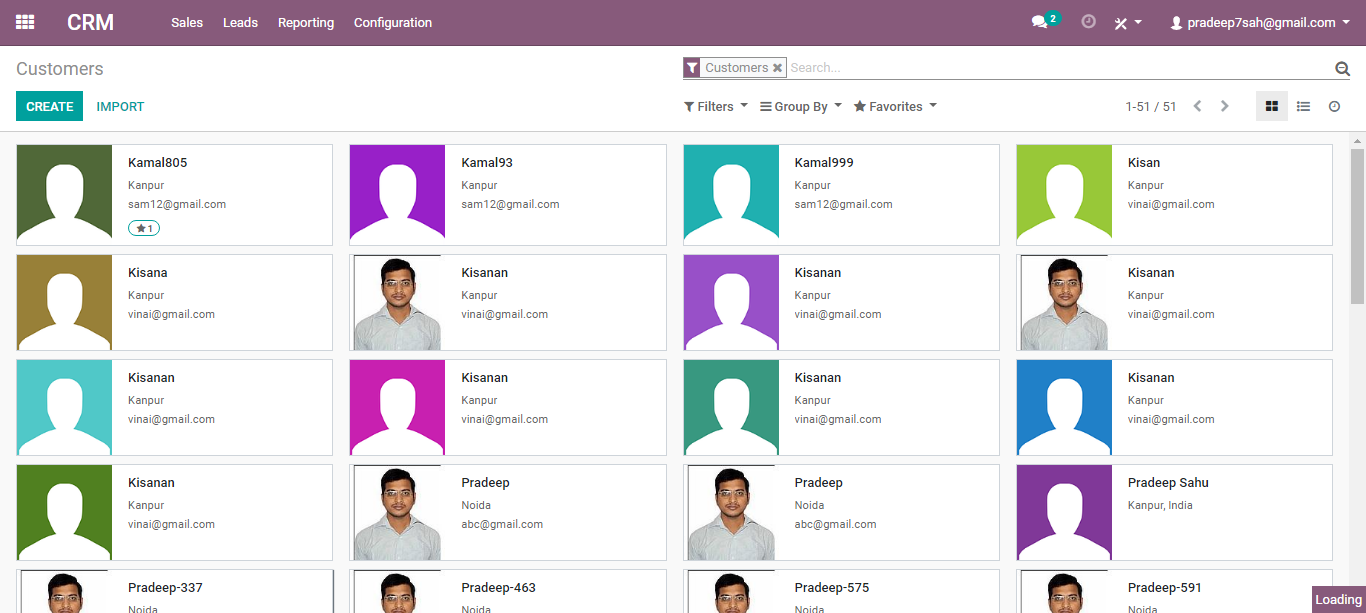 CRM Sales Leads Reporting Configuration 2 pradeep7sah@gmail.com
Customers
Customers Search...
CREATE IMPORT
Filters Group By Favorites
1-51 / 51
Kamal805
Kanpur
sam12@gmail.com
1
Kamal93
Kanpur
sam12@gmail.com
Kamal999
Kanpur
sam12@gmail.com
Kisan
Kanpur
vinai@gmail.com
Kisana
Kanpur
vinai@gmail.com
Kisanan
Kanpur
vinai@gmail.com
Kisanan
Kanpur
vinai@gmail.com
Kisanan
Kanpur
vinai@gmail.com
Kisanan
Kanpur
vinai@gmail.com
Kisanan
Kanpur
vinai@gmail.com
Kisanan
Kanpur
vinai@gmail.com
Kisanan
Kanpur
vinai@gmail.com
Kisanan
Kanpur
vinai@gmail.com
Pradeep
Noida
abc@gmail.com
Pradeep
Noida
abc@gmail.com
Pradeep Sahu
Kanpur, India
Pradeep-337
Noida
Pradeep-463
Noida
Pradeep-575
Noida
Pradeep-591
Noida
Loading